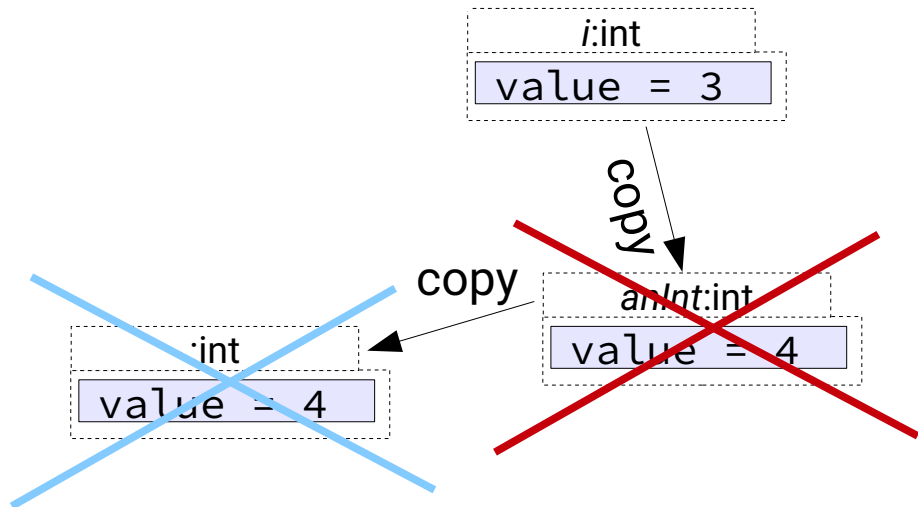 i:int
value = 3
copy
copy
anInt:int
value = 4
:int
value = 4